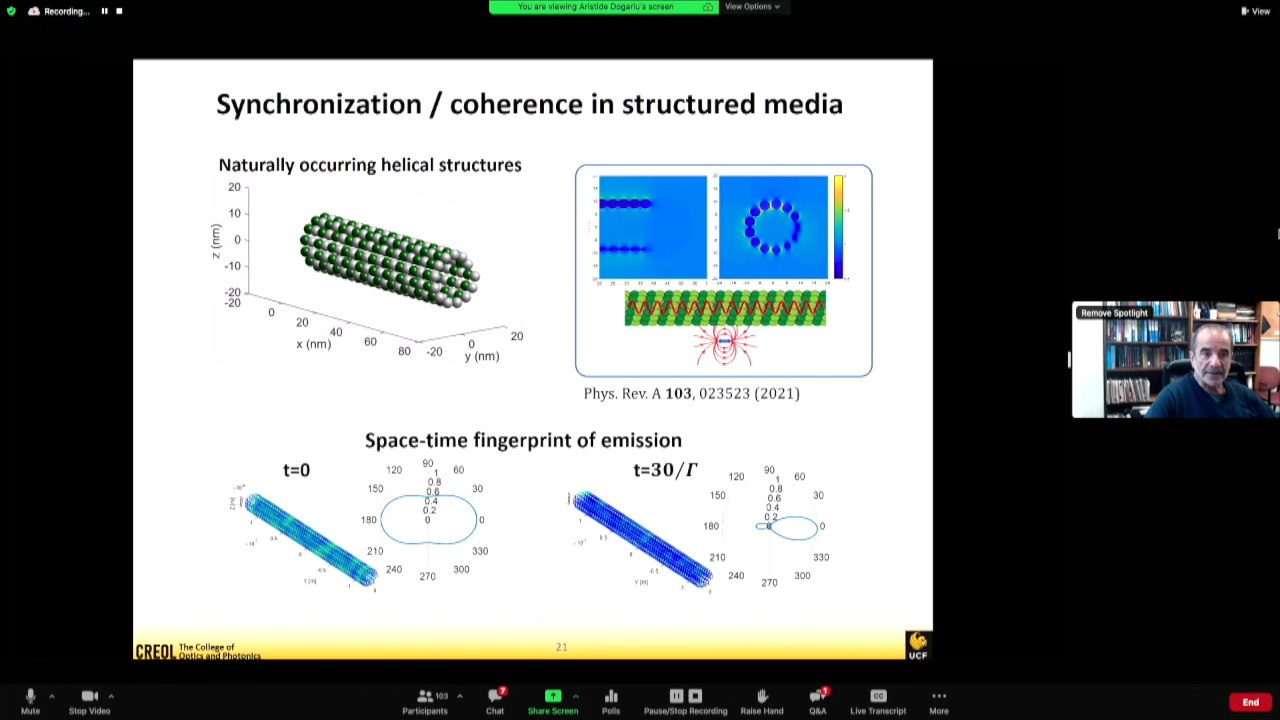 Recording...
You are viewing Aristide Dogariu's screen
View Options
View
Synchronization / coherence in structured media
Naturally occurring helical structures
20
10
0
-10
-20
z (nm)
-20
0
20
40
60
80
x (nm)
-20
0
20
y (nm)
Phys. Rev. A 103, 023523 (2021)
Remove Spotlight
Space-time fingerprint of emission
t=0
90
120
60
1
0.8
0.6
0.4
0.2
0
150
30
180
0
210
330
240
300
270
t=30/Γ
90
120
60
1
0.8
0.6
0.4
0.2
0
150
30
180
0
210
330
240
300
270
CREOL
The College of
Optics and Photonics
21
UCF
Mute
Stop Video
Participants
103
Chat
7
Share Screen
Polls
Pause/Stop Recording
Raise Hand
Q&A
1
CC
Live Transcript
More
End